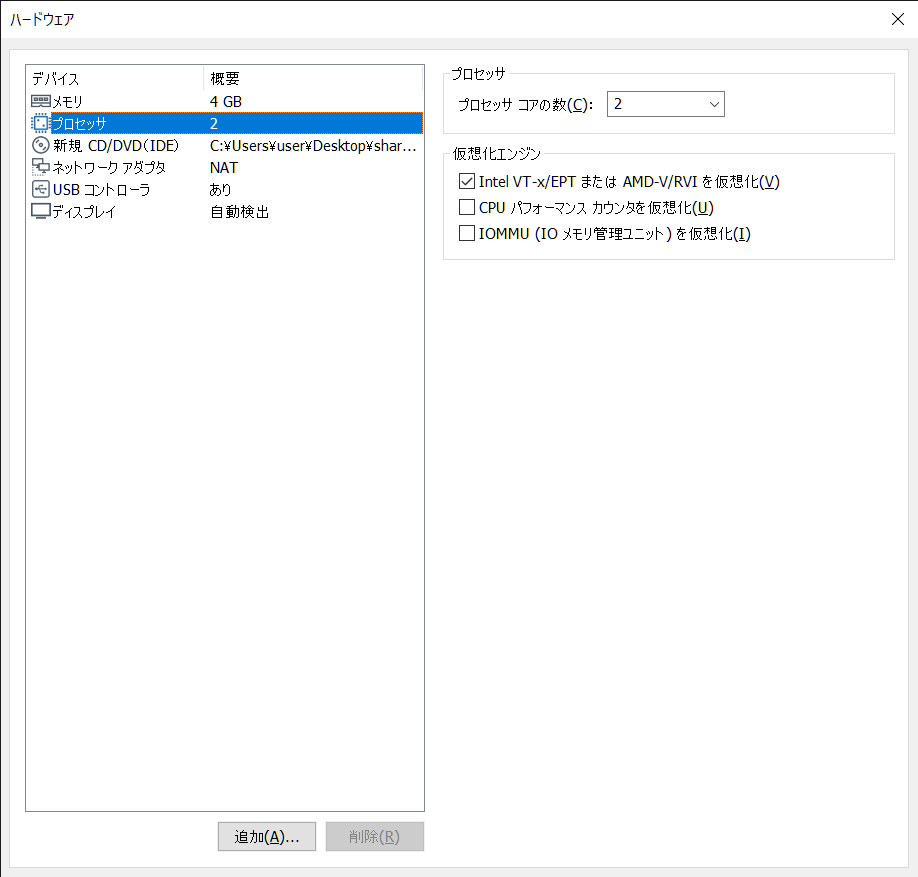 ハードウェア
デバイス 概要
メモリ 4 GB
プロセッサ 2
新規 CD/DVD(IDE) C:¥Users¥user¥Desktop¥shar...
ネットワーク アダプタ NAT
USB コントローラ あり
ディスプレイ 自動検出
追加(A)... 削除(R)
プロセッサ
プロセッサ コアの数(C): 2
仮想化エンジン
Intel VT-x/EPT または AMD-V/RVI を仮想化(V)
CPU パフォーマンス カウンタを仮想化(U)
IOMMU (IO メモリ管理ユニット) を仮想化(I)